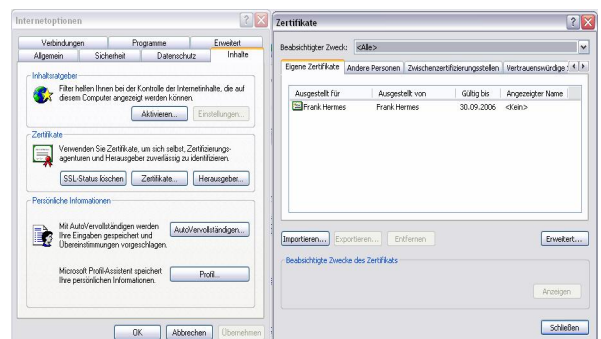 Internetoptionen
Verbindungen Programme Erweitert
Allgemein Sicherheit Datenschutz Inhalte
Inhaltsratgeber
Filter helfen Ihnen bei der Kontrolle der Internetinhalte, die auf
diesem Computer angezeigt werden können.
Aktivieren... Einstellungen...
Zertifikate
Verwenden Sie Zertifikate, um sich selbst, Zertifizierungs-
agenturen und Herausgeber zuverlässig zu identifizieren.
SSL-Status löschen Zertifikate... Herausgeber...
Persönliche Informationen
Mit AutoVervollständigen werden
Ihre Eingaben gespeichert und
Übereinstimmungen vorgeschlagen.
AutoVervollständigen...
Microsoft Profil-Assistent speichert
Ihre persönlichen Informationen.
Profil...
OK Abbrechen Übernehmen
Zertifikate
Beabsichtigter Zweck: <Alle>
Eigene Zertifikate Andere Personen Zwischenzertifizierungsstellen Vertrauenswürdige
Ausgestellt für Ausgestellt von Gültig bis Angezeigter Name
Frank Hermes Frank Hermes 30.09.2006 <Kein>
Importieren... Exportieren... Entfernen Erweitert...
Beabsichtigte Zwecke des Zertifikats
Anzeigen
Schließen